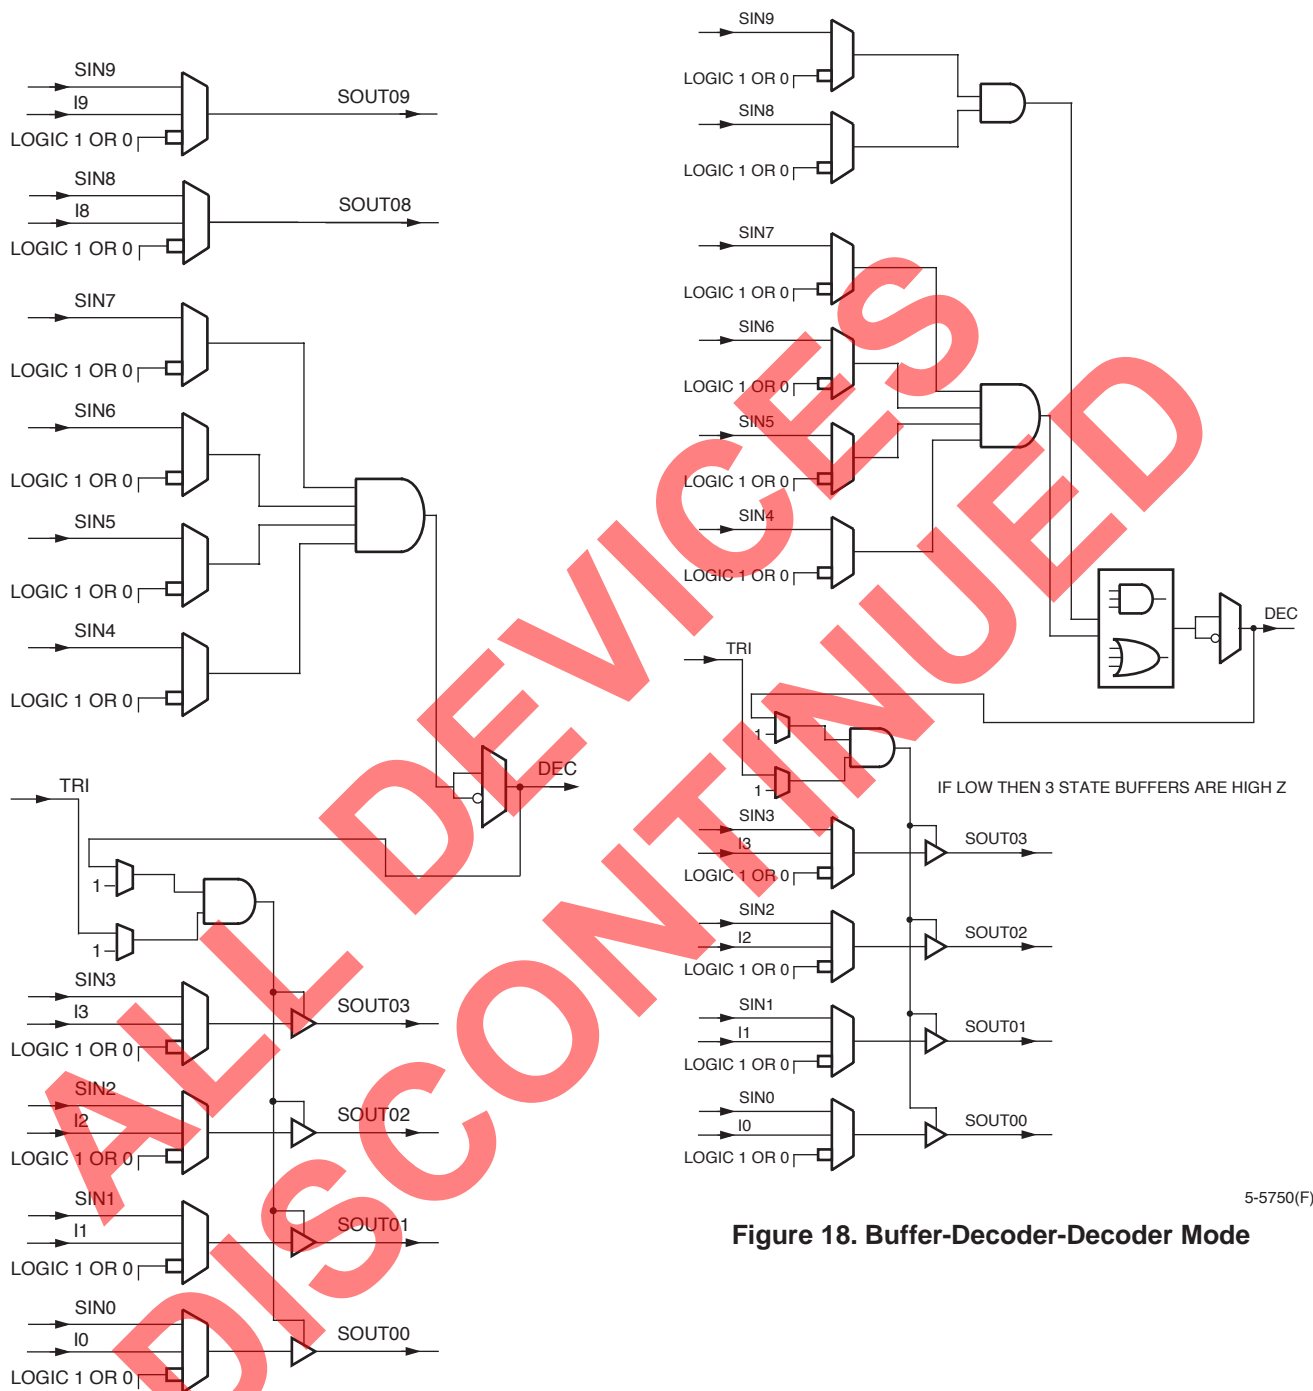 SIN9
I9
SOUT09
LOGIC 1 OR 0
SIN8
I8
SOUT08
LOGIC 1 OR 0
SIN7
LOGIC 1 OR 0
SIN6
LOGIC 1 OR 0
SIN5
LOGIC 1 OR 0
SIN4
LOGIC 1 OR 0
DEC
TRI
1
1
SIN3
I3
SOUT03
LOGIC 1 OR 0
SIN2
I2
SOUT02
LOGIC 1 OR 0
SIN1
I1
SOUT01
LOGIC 1 OR 0
SIN0
I0
SOUT00
LOGIC 1 OR 0
SIN9
LOGIC 1 OR 0
SIN8
LOGIC 1 OR 0
SIN7
LOGIC 1 OR 0
SIN6
LOGIC 1 OR 0
SIN5
LOGIC 1 OR 0
SIN4
LOGIC 1 OR 0
DEC
TRI
1
1
IF LOW THEN 3 STATE BUFFERS ARE HIGH Z
SIN3
I3
SOUT03
LOGIC 1 OR 0
SIN2
I2
SOUT02
LOGIC 1 OR 0
SIN1
I1
SOUT01
LOGIC 1 OR 0
SIN0
I0
SOUT00
LOGIC 1 OR 0
5-5750(F)
Figure 18. Buffer-Decoder-Decoder Mode
ALL DEVICES
DISCONTINUED